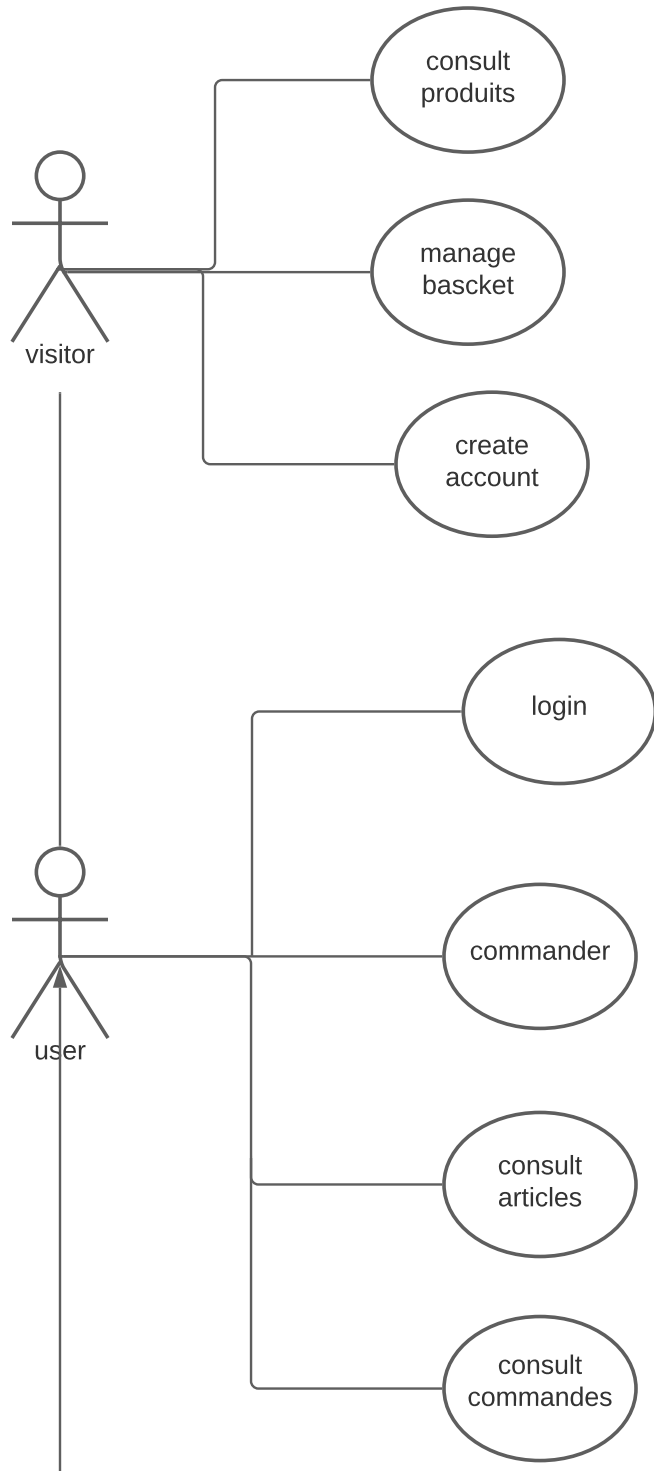 consult
produits
manage
bascket
visitor
create
account
login
commander
user
consult
articles
consult
commandes